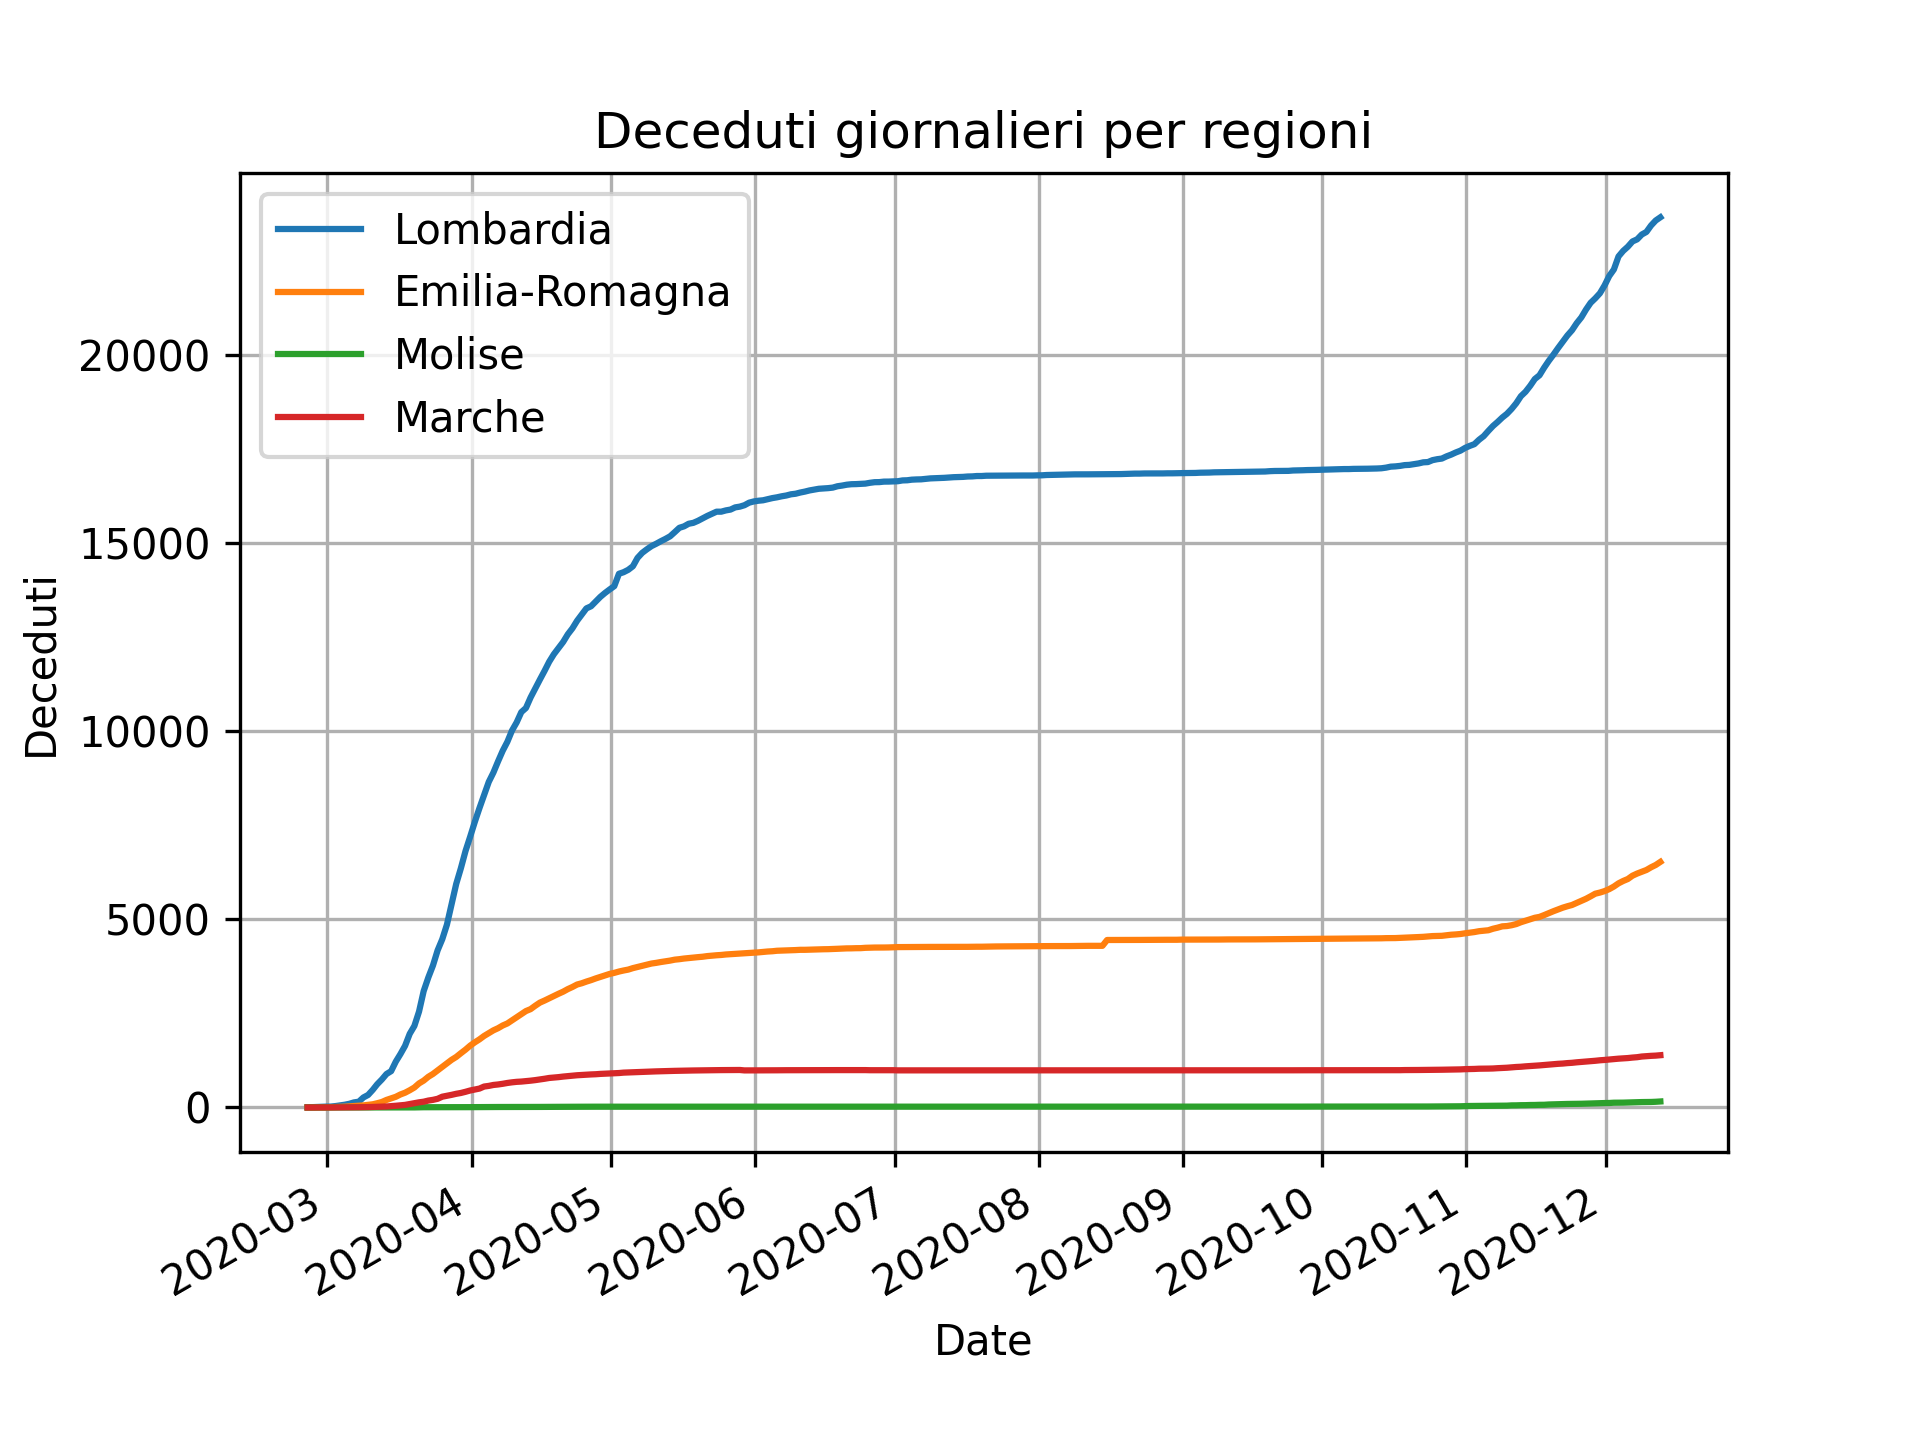 Deceduti giornalieri per regioni
Lombardia
Emilia-Romagna
Molise
Marche
Deceduti
20000
15000
10000
5000
0
2020-03
2020-04
2020-05
2020-06
2020-07
2020-08
2020-09
2020-10
2020-11
2020-12
Date